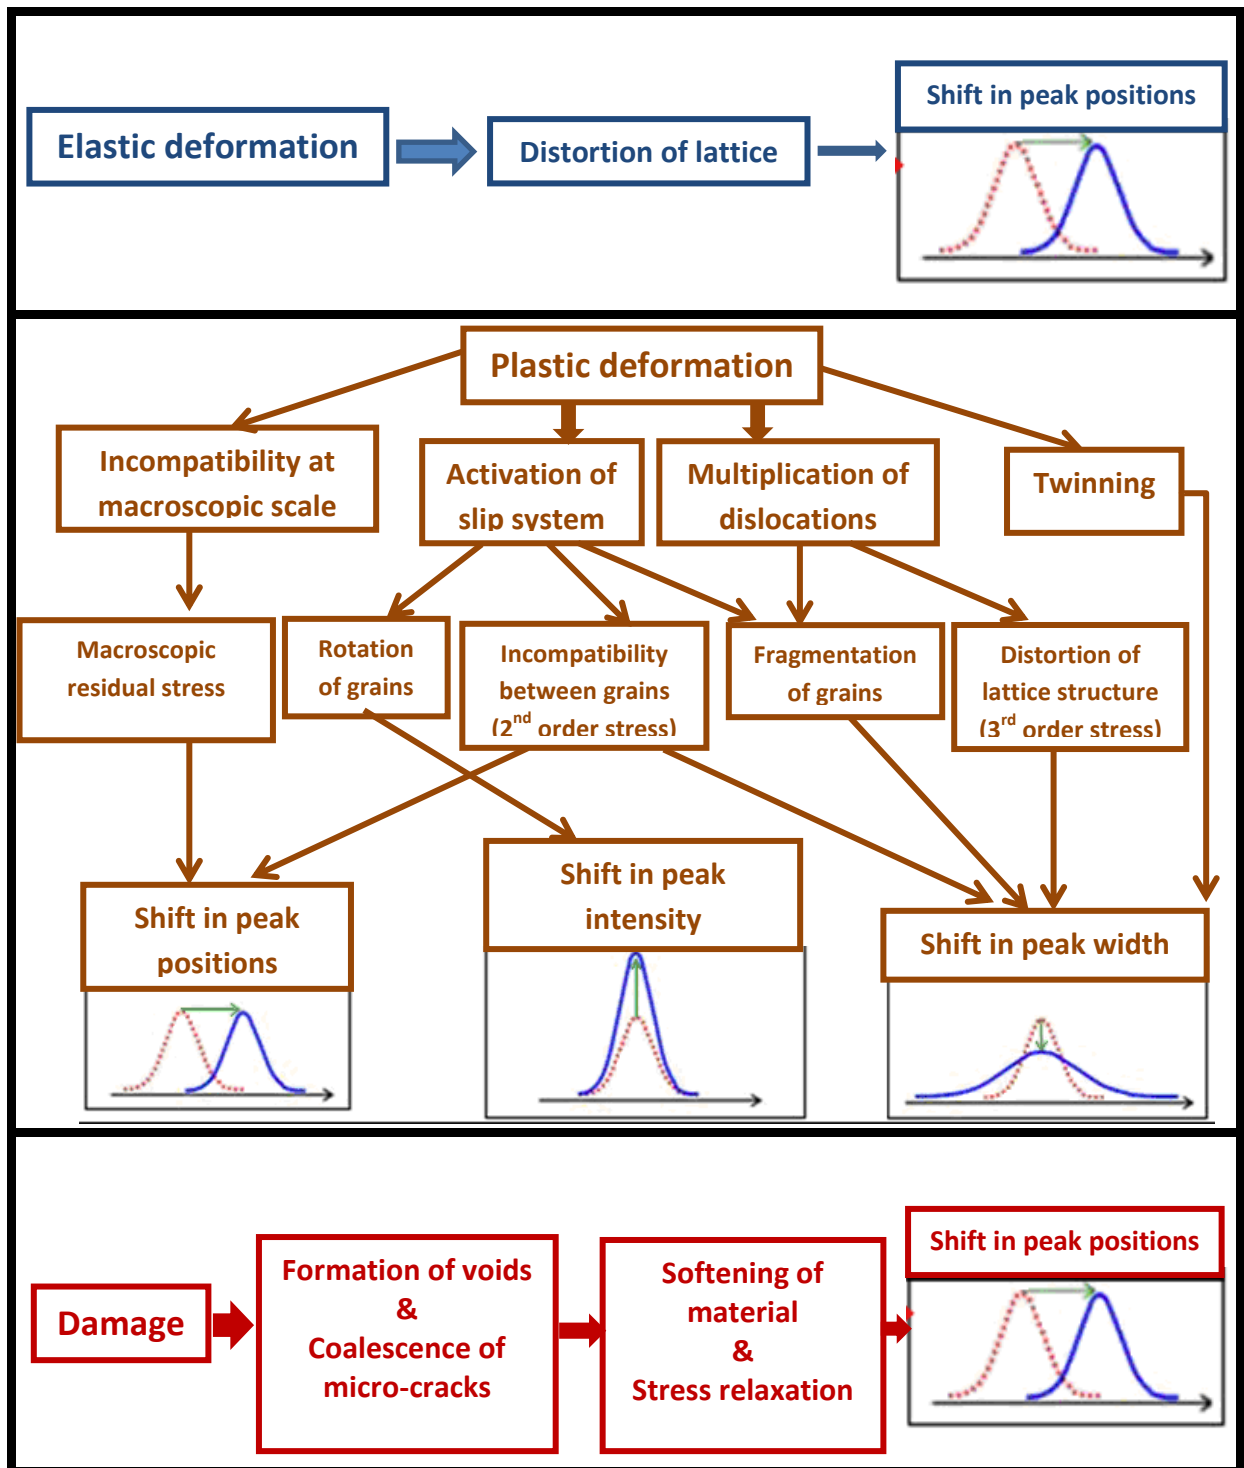 Shift in peak positions
Elastic deformation
Distortion of lattice
Plastic deformation
Incompatibility at
macroscopic scale
Activation of
slip system
Multiplication of
dislocations
Twinning
Macroscopic
residual stress
Rotation
of grains
Incompatibility
between grains
(2nd order stress)
Fragmentation
of grains
Distortion of
lattice structure
(3rd order stress)
Shift in peak
positions
Shift in peak
intensity
Shift in peak width
Damage
Formation of voids
&
Coalescence of
micro-cracks
Softening of
material
&
Stress relaxation
Shift in peak positions